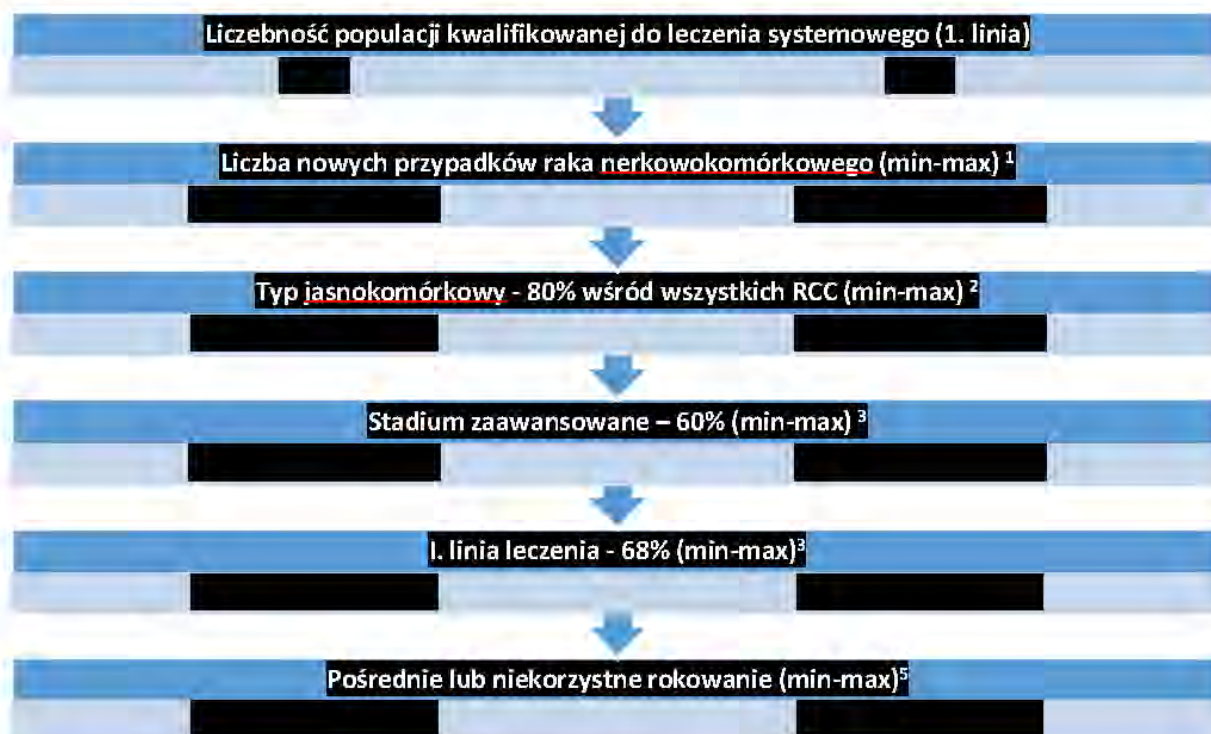 Liczebność populacji kwalifikowanej do leczenia systemowego (1. linia)
Liczba nowych przypadków raka nerkowokomórkowego (min-max) ¹
Typ jasnokomórkowy - 80% wśród wszystkich RCC (min-max) ²
Stadium zaawansowane – 60% (min-max) ³
I. linia leczenia - 68% (min-max)³
Pośrednie lub niekorzystne rokowanie (min-max)⁵